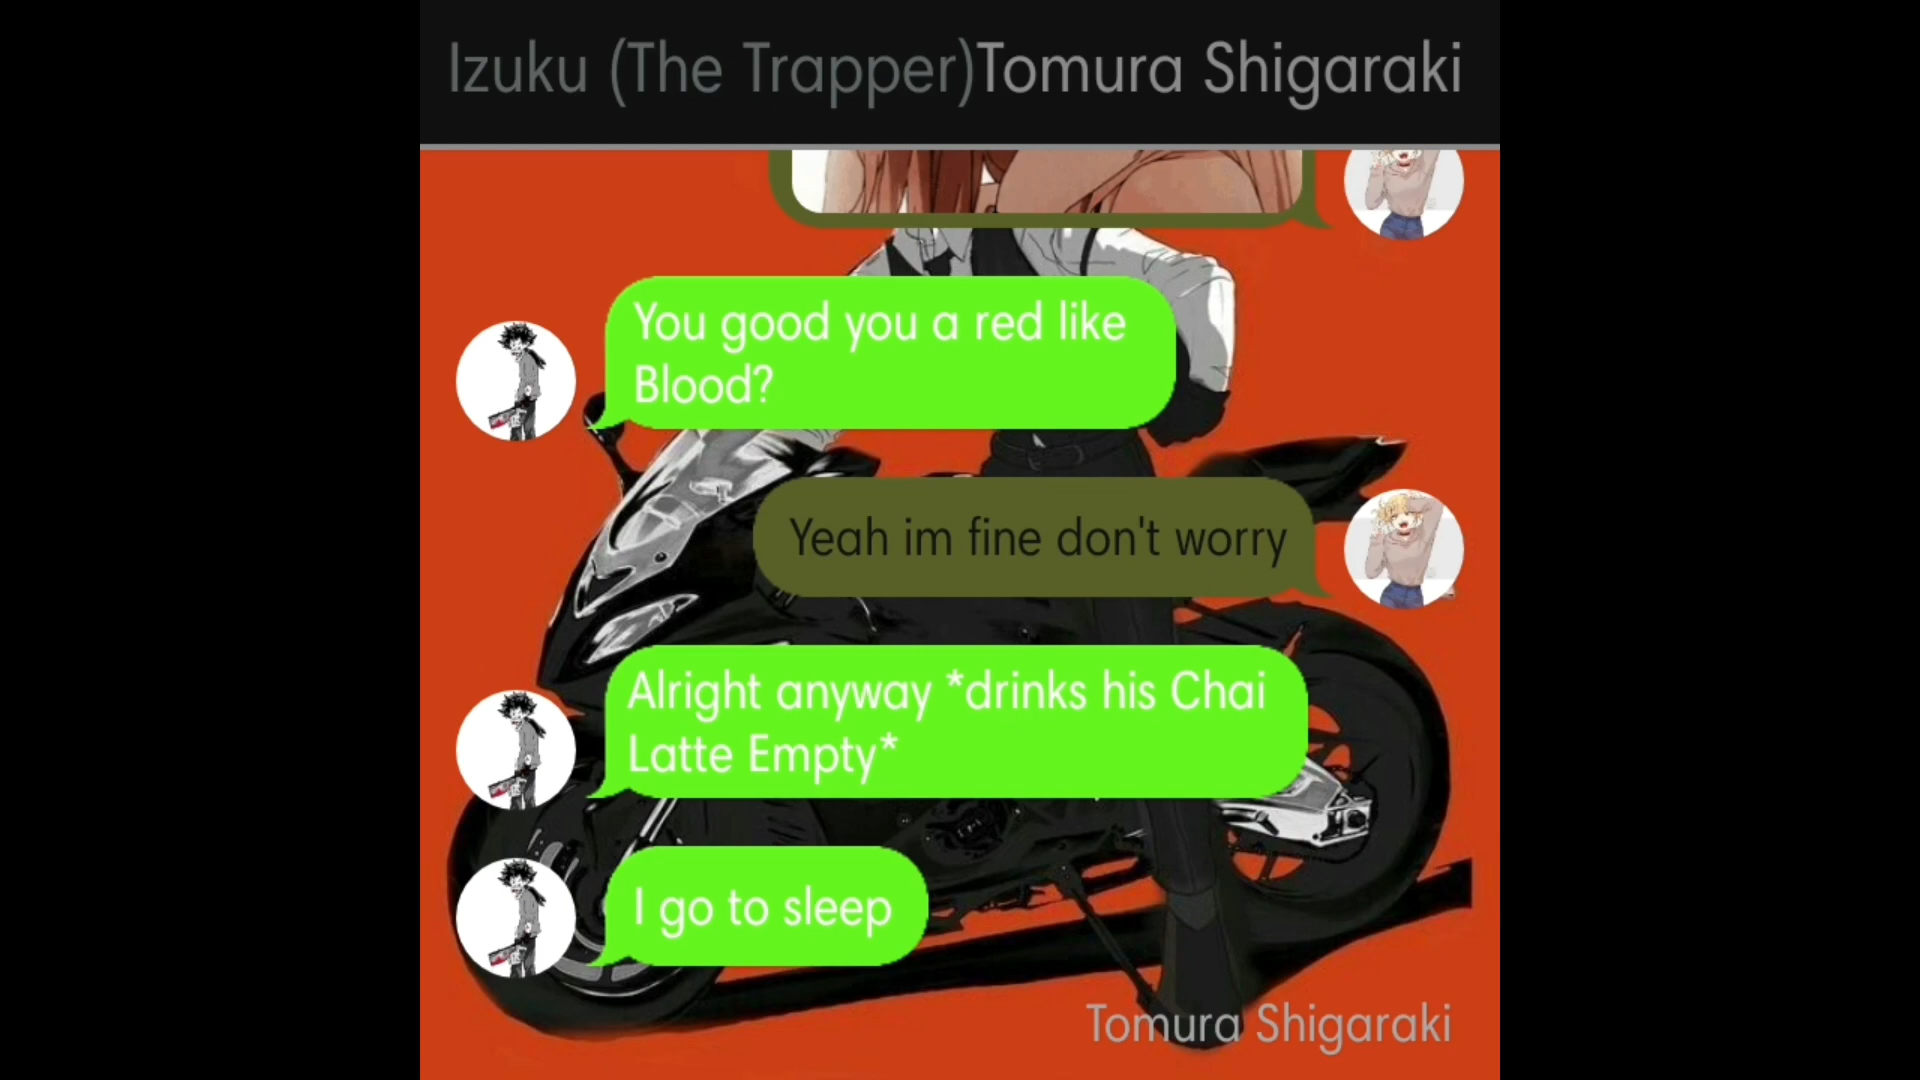 Izuku (The Trapper)Tomura Shigaraki
You good you a red like
Blood?
Yeah im fine don't worry
Alright anyway *drinks his Chai
Latte Empty*
I go to sleep
Tomura Shigaraki